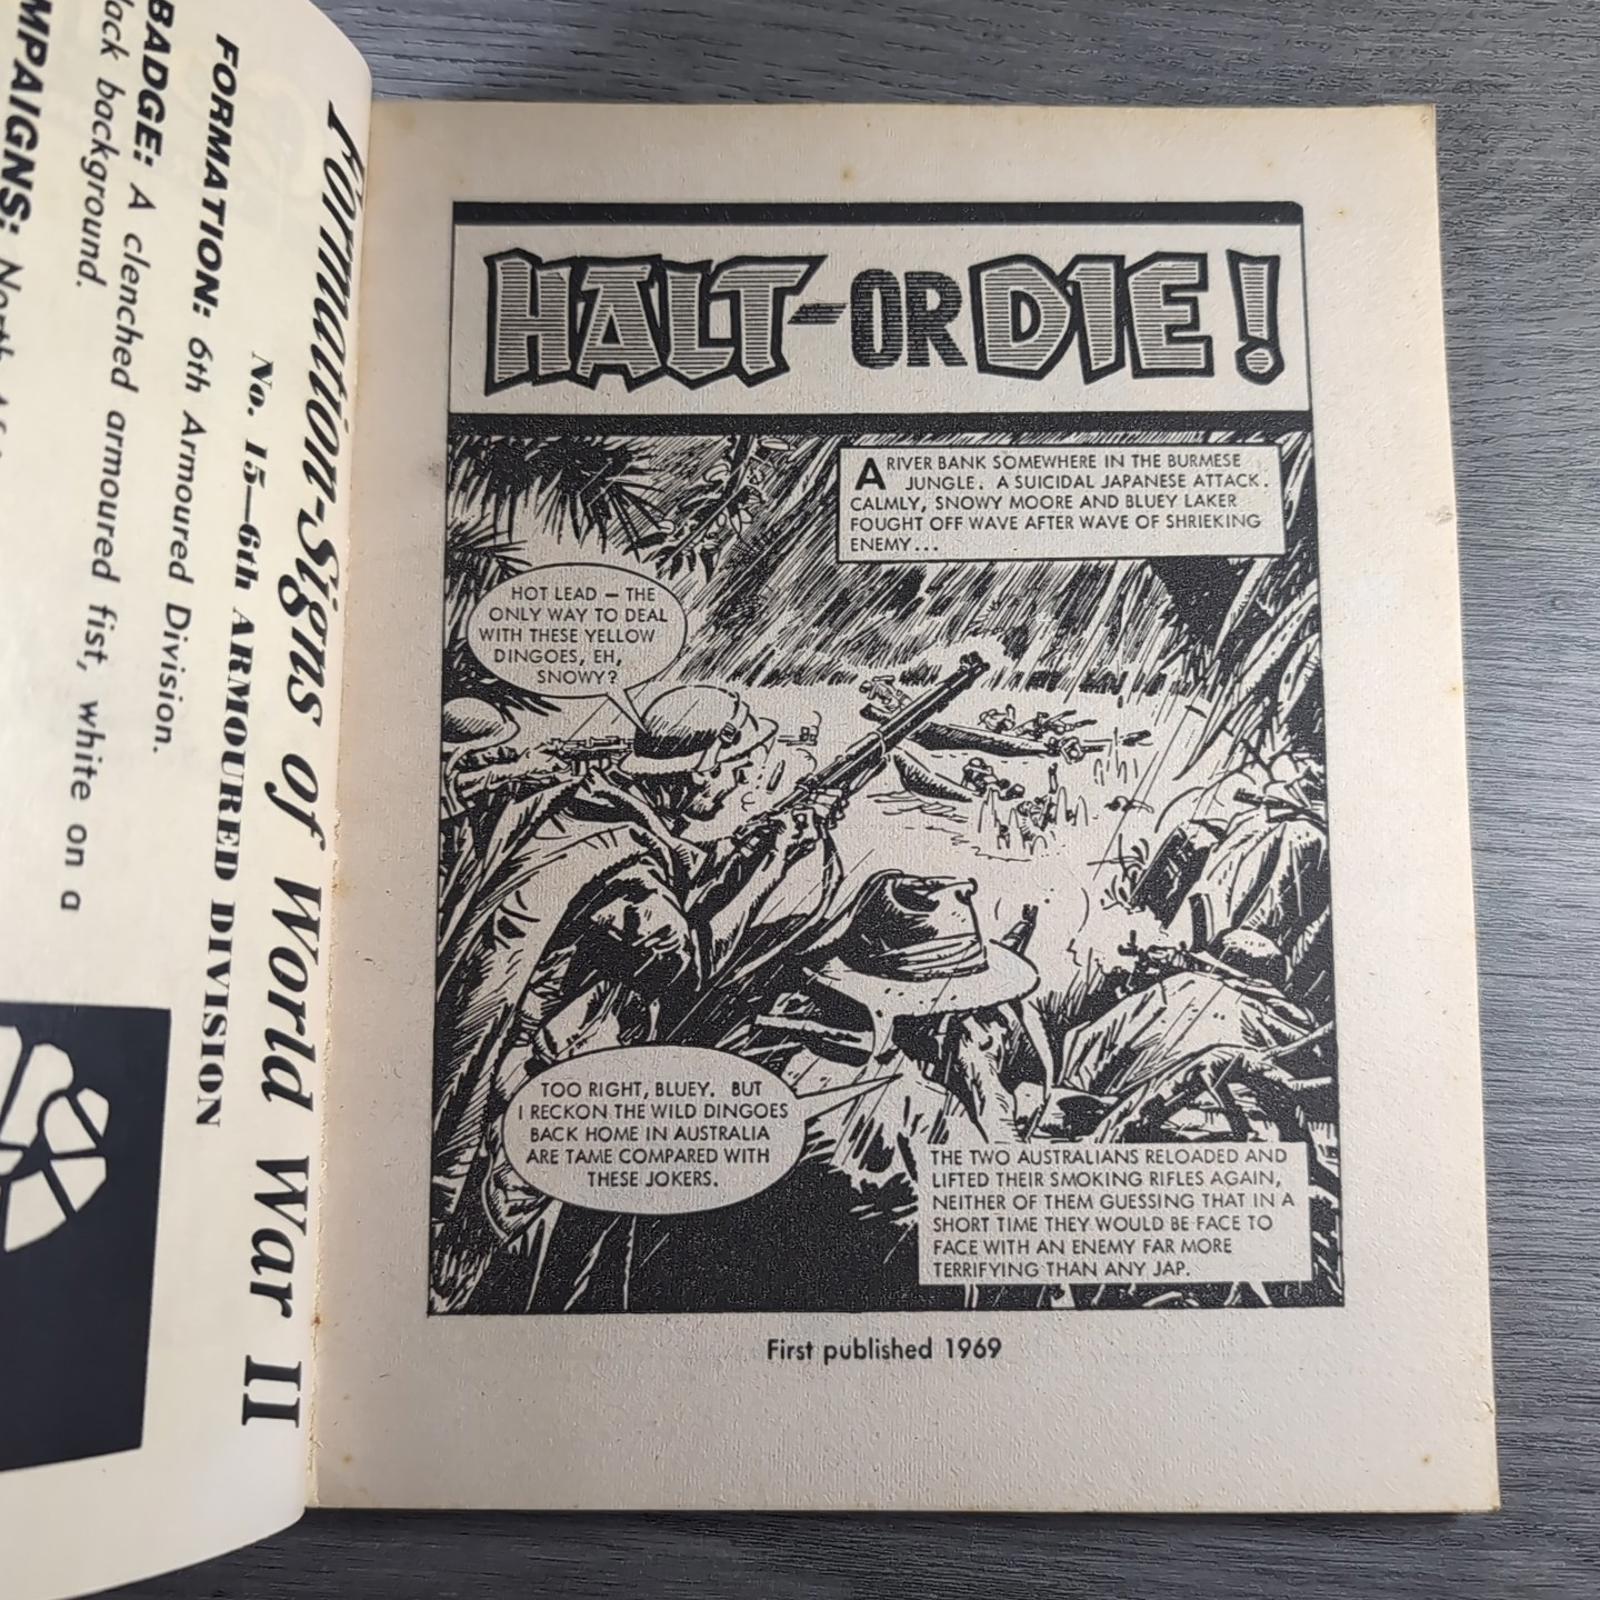 Formation-Signs of World War II
No. 15—6th ARMOURED DIVISION
FORMATION: 6th Armoured Division.
BADGE: A clenched armoured fist, white on a
background.
HALT-OR DIE!
A RIVER BANK SOMEWHERE IN THE BURMESE
JUNGLE. A SUICIDAL JAPANESE ATTACK.
CALMLY, SNOWY MOORE AND BLUEY LAKER
FOUGHT OFF WAVE AFTER WAVE OF SHRIEKING
ENEMY...
HOT LEAD — THE
ONLY WAY TO DEAL
WITH THESE YELLOW
DINGOES, EH,
SNOWY?
TOO RIGHT, BLUEY. BUT
I RECKON THE WILD DINGOES
BACK HOME IN AUSTRALIA
ARE TAME COMPARED WITH
THESE JOKERS.
THE TWO AUSTRALIANS RELOADED AND
LIFTED THEIR SMOKING RIFLES AGAIN,
NEITHER OF THEM GUESSING THAT IN A
SHORT TIME THEY WOULD BE FACE TO
FACE WITH AN ENEMY FAR MORE
TERRIFYING THAN ANY JAP.
First published 1969